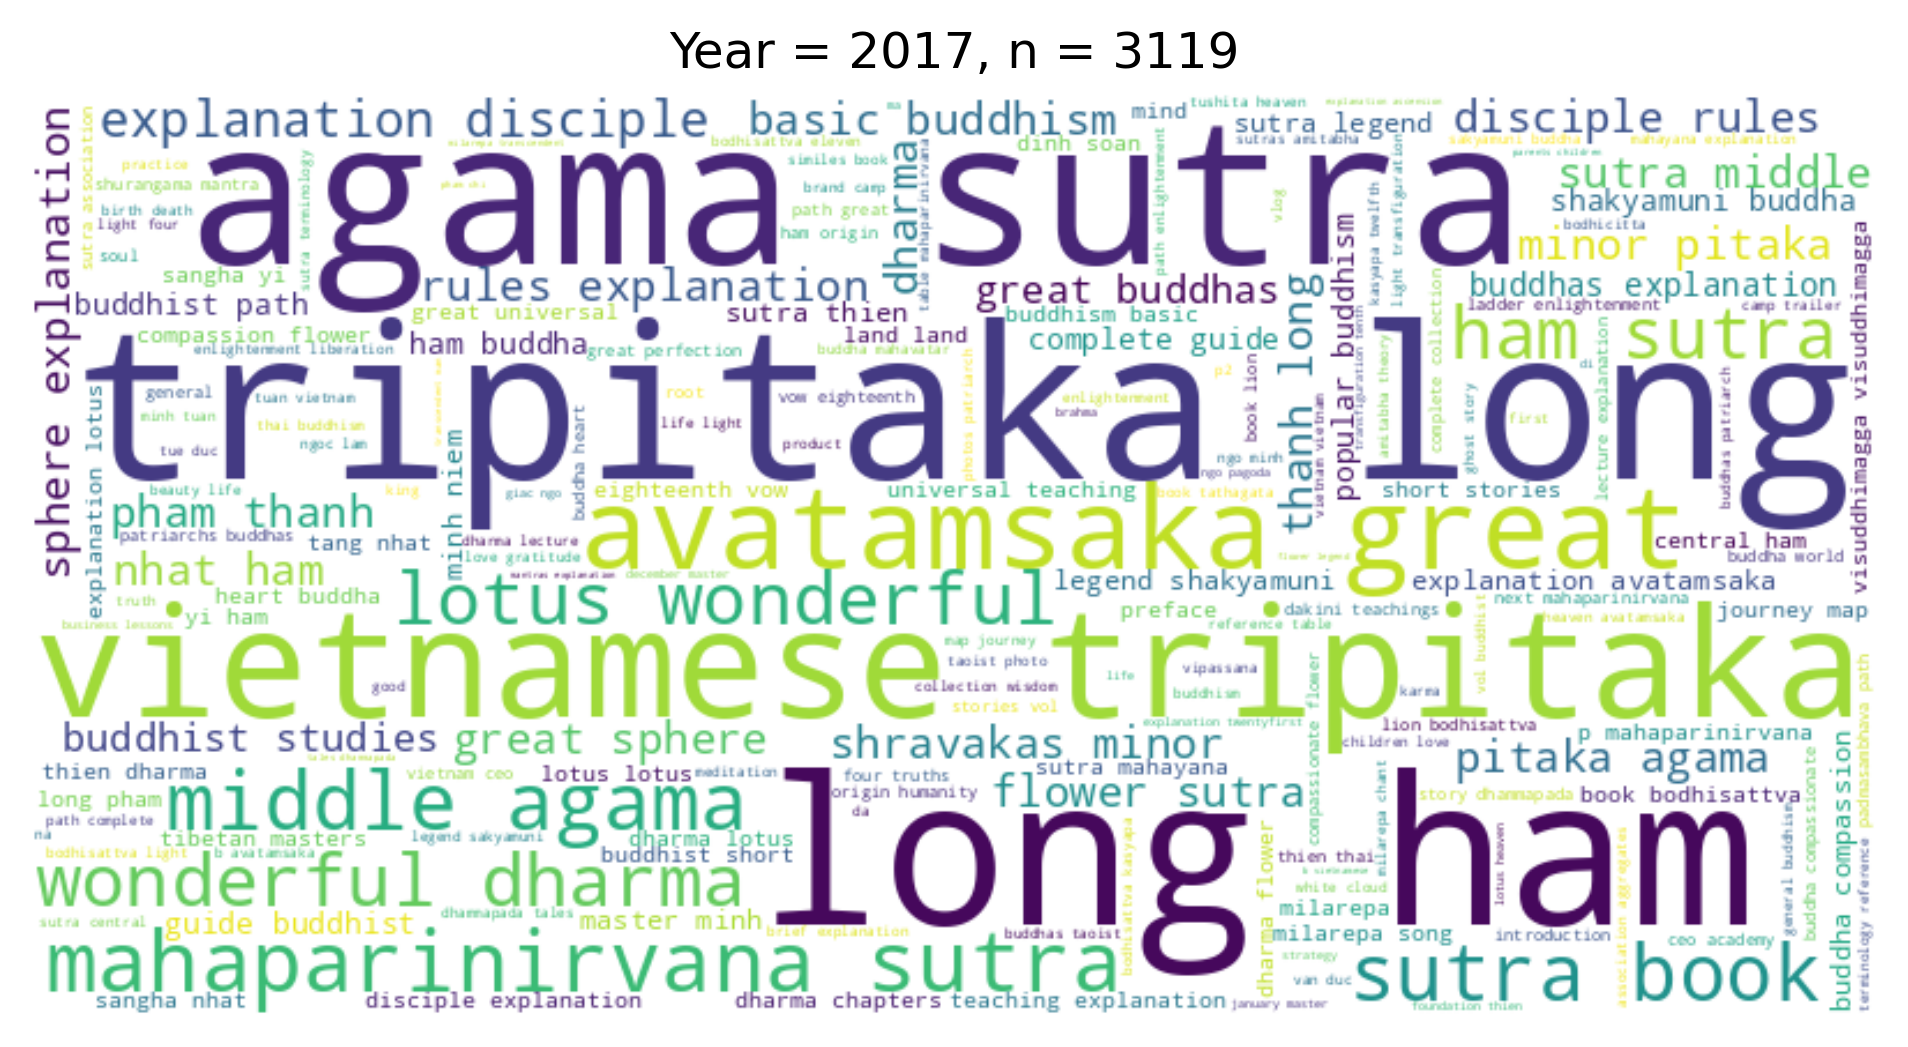 Year = 2017, n = 3119
explanation disciple
basic buddhism
mind
tushita heaven
explanation ascension
disciple rules
sutra legend
sutras amitabha
sakyamuni buddha
mahayana explanation
parents children
milarepa transcendent
bodhisattva eleven
dinh soan
practice
similes book
agama sutra
sutra middle
shurangama mantra
brand camp
shakyamuni buddha
birth death
path great
light four
ham origin
bodhicitta
minor pitaka
soul
sangha yi
rules explanation
great buddhas
buddhas explanation
buddhist path
great universal
sutra thien
buddhism basic
ladder enlightenment
camp trailer
compassion flower
land land
complete guide
ham sutra
enlightenment liberation
ham buddha
great perfection
buddha mahavatar
tripitaka long
general
tuan vietnam
root
vow eighteenth
enlightenment
p2
di
brahma
minh tuan
thai buddhism
life light
first
tue duc
ngoc lam
product
ngo minh
ngo pagoda
beauty life
king
giac ngo
eighteenth vow
universal teaching
book tathagata
short stories
pham thanh
avatamsaka great
patriarchs buddhas
tang nhat
dharma lecture
central ham
love gratitude
flower legend
buddha world
nhat ham
mantras explanation
december master
lotus wonderful
legend shakyamuni
explanation avatamsaka
truth
heart buddha
next mahaparinirvana
yi ham
preface
dakini teachings
journey map
business lessons
reference table
heaven avatamsaka
vietnamese tripitaka
map journey
taoist photo
vipassana
life
good
collection wisdom
buddhism
karma
stories vol
explanation twentyfirst
lion bodhisattva
buddhist studies
great sphere
shravakas minor
children love
p mahaparinirvana
thien dharma
vietnam ceo
lotus lotus
meditation
four truths
sutra mahayana
pitaka agama
long pham
middle agama
origin humanity
flower sutra
story dhammapada
book bodhisattva
path complete
da
long ham
na
tibetan masters
legend sakyamuni
dharma lotus
bodhisattva light
b avatamsaka
buddhist short
thien thai
wonderful dharma
white cloud
sutra central
guide buddhist
dhammapada tales
master minh
milarepa
brief explanation
buddhas taoist
milarepa song
introduction
ceo academy
mahaparinirvana sutra
strategy
van duc
sutra book
sangha nhat
disciple explanation
dharma chapters
teaching explanation
january master
foundation thien
sphere explanation
sutra association
explanation lotus
sutra terminology
minh niem
buddha heart
dharma
table mahaparinirvana
photos patriarch
path enlightenment
book lion
vlog
thanh long
vietnam vietnam
popular buddhism
transfiguration tenth
kasyapa twelfth
light transfiguration
amitabha theory
complete collection
ghost story
lecture explanation
buddhas patriarch
visuddhimagga visuddhimagga
vol buddhist
compassionate flower
milarepa chant
dharma flower
bodhisattva kasyapa
lotus heaven
association aggregates
general buddhism
buddha compassionate
buddha compassion
padmasambhava path
terminology reference